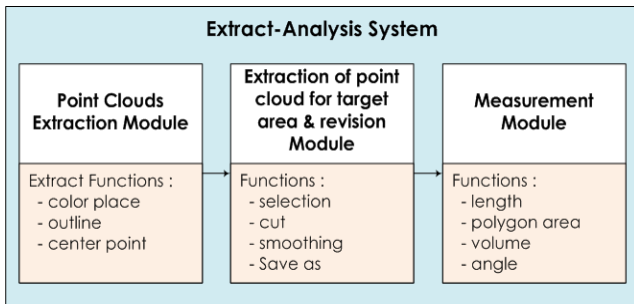 Extract-Analysis System
Point Clouds
Extraction Module
Extract Functions :
- color place
- outline
- center point
Extraction of point
cloud for target
area & revision
Module
Functions :
- selection
- cut
- smoothing
- Save as
Measurement
Module
Functions :
- length
- polygon area
- volume
- angle